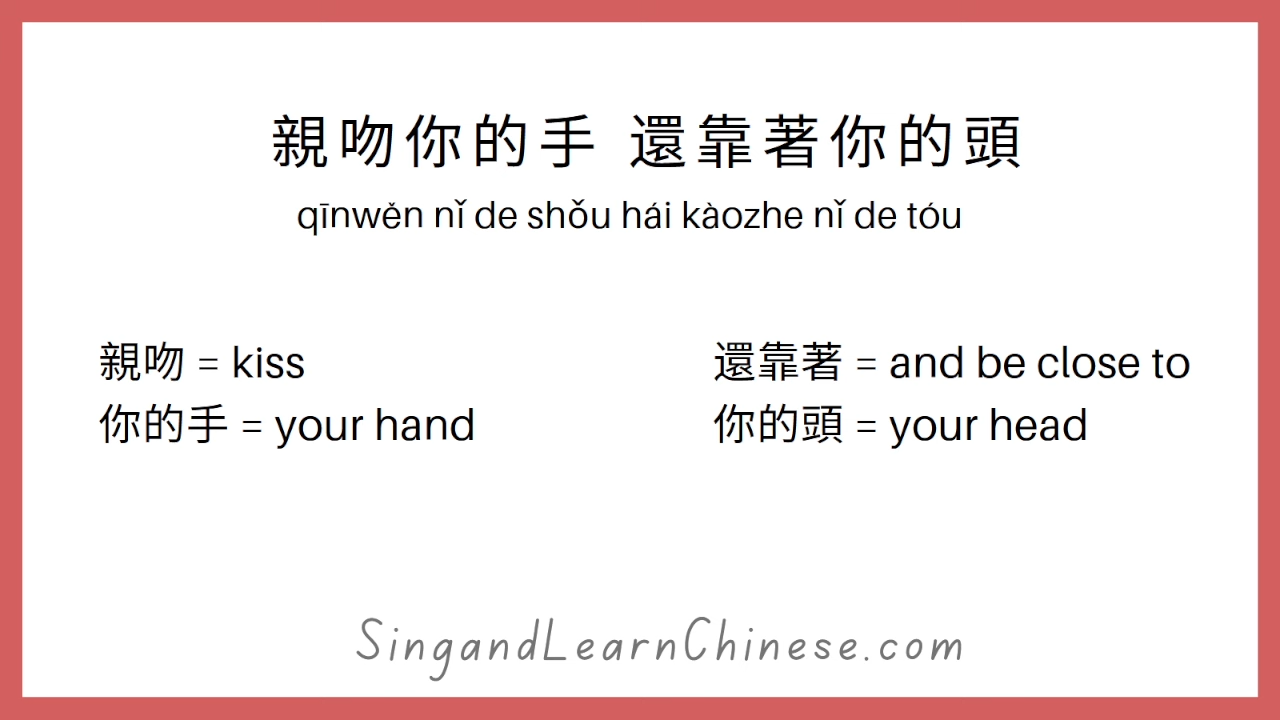 親吻你的手 還靠著你的頭
qīnwěn nǐ de shǒu hái kàozhe nǐ de tóu
親吻 = kiss
你的手 = your hand
還靠著 = and be close to
你的頭 = your head
SingandLearnChinese.com